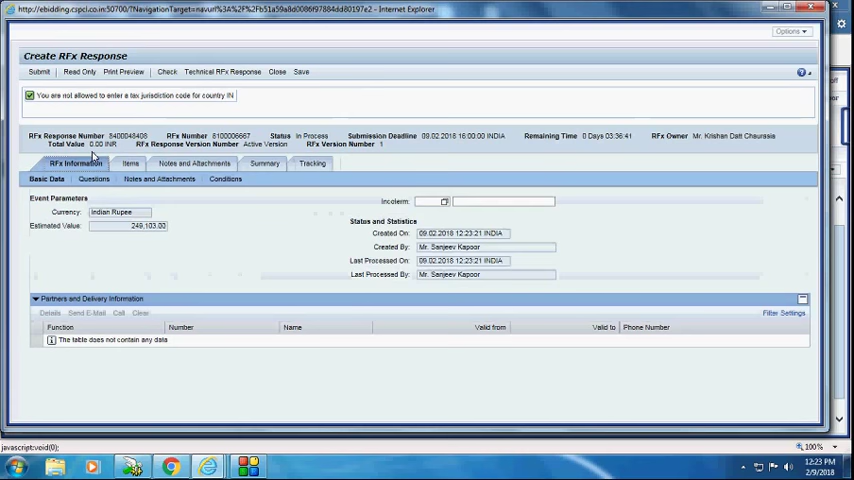 http://ebidding.cspcl.co.in:50700/TNavigationTarget=navurl%3A%2F%2Fb51a59a8d0086f97788804d180fa - Internet Explorer
Options
Create RFx Response
Submit Read Only Print Preview Check Technical RFx Response Close Save
You are not allowed to enter a tax jurisdiction code for country IN
RFx Response Number 8400048408 RFx Number 8100006667 Status In Process Submission Deadline 09.02.2018 16:00:00 INDIA Remaining Time 0 Days 03:36:41 RFx Owner Mr. Krishan Datt Chaurassia
Total Value 0.00 INR RFx Response Version Number Active Version RFx Version Number 1
RFx Information Items Notes and Attachments Summary Tracking
Basic Data Questions Notes and Attachments Conditions
Event Parameters
Incoterm:
Currency: Indian Rupee
Estimated Value: 249,103.00
Status and Statistics
Created On: 09.02.2018 12:23:21 INDIA
Created By: Mr. Sanjeev Kapoor
Last Processed On: 09.02.2018 12:23:21 INDIA
Last Processed By: Mr. Sanjeev Kapoor
Partners and Delivery Information
Details Send E-Mail Call Clear Filter Settings
Function Number Name Valid from Valid to Phone Number
The table does not contain any data
javascript:void(0);
100%
12:23 PM
2/9/2018